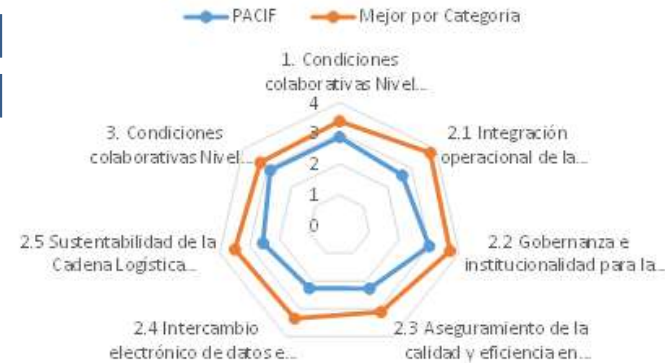 PACIF
Mejor por Categoria
1. Condiciones
colaborativas Nivel...
4
3
2
1
0
2.1 Integración
operacional de la...
2.2 Gobernanza e
institucionalidad para la...
2.3 Aseguramiento de la
calidad y eficiencia en...
2.4 Intercambio
electrónico de datos e...
2.5 Sustentabilidad de la
Cadena Logística...
3. Condiciones
colaborativas Nivel...